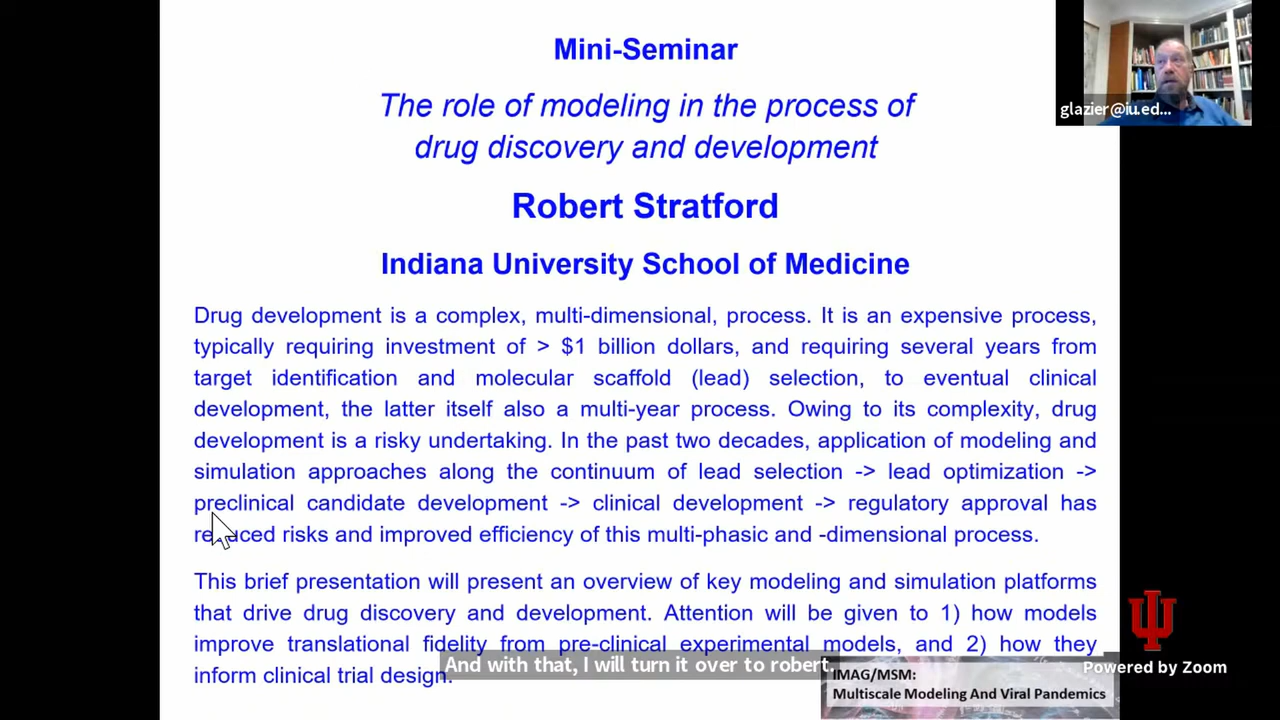 Mini-Seminar
The role of modeling in the process of
drug discovery and development
Robert Stratford
Indiana University School of Medicine
Drug development is a complex, multi-dimensional, process. It is an expensive process,
typically requiring investment of > $1 billion dollars, and requiring several years from
target identification and molecular scaffold (lead) selection, to eventual clinical
development, the latter itself also a multi-year process. Owing to its complexity, drug
development is a risky undertaking. In the past two decades, application of modeling and
simulation approaches along the continuum of lead selection -> lead optimization ->
preclinical candidate development -> clinical development -> regulatory approval has
reduced risks and improved efficiency of this multi-phasic and -dimensional process.
This brief presentation will present an overview of key modeling and simulation platforms
that drive drug discovery and development. Attention will be given to 1) how models
improve translational fidelity from pre-clinical experimental models, and 2) how they
inform clinical trial design.
And with that, I will turn it over to robert.
IMAG/MSM:
Multiscale Modeling And Viral Pandemics
glazier@iu.ed...
Powered by Zoom